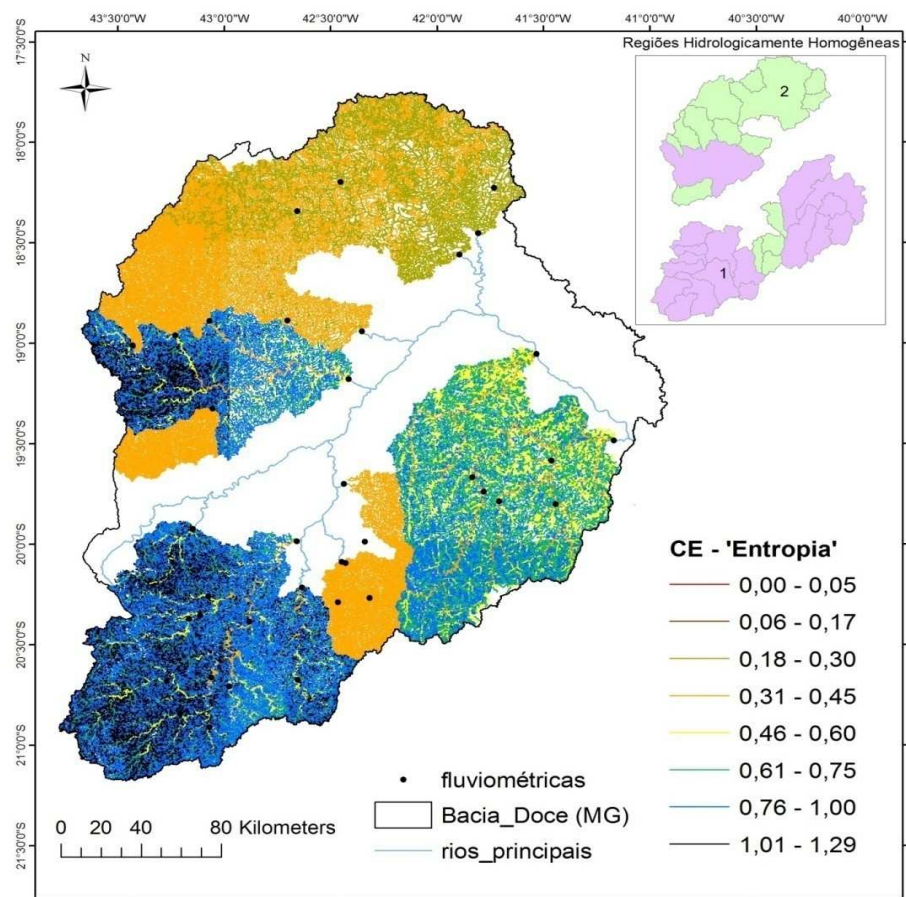 43°30'0"W 43°0'0"W 42°30'0"W 42°0'0"W 41°30'0"W 41°0'0"W 40°30'0"W 40°0'0"W
17°30'0"S
18°0'0"S
18°30'0"S
19°0'0"S
19°30'0"S
20°0'0"S
20°30'0"S
21°0'0"S
21°30'0"S
N
Regiões Hidrologicamente Homogêneas
2
1
CE - 'Entropia'
0,00 - 0,05
0,06 - 0,17
0,18 - 0,30
0,31 - 0,45
0,46 - 0,60
0,61 - 0,75
0,76 - 1,00
1,01 - 1,29
fluviométricas
Bacia_Doce (MG)
rios_principais
0 20 40 80 Kilometers